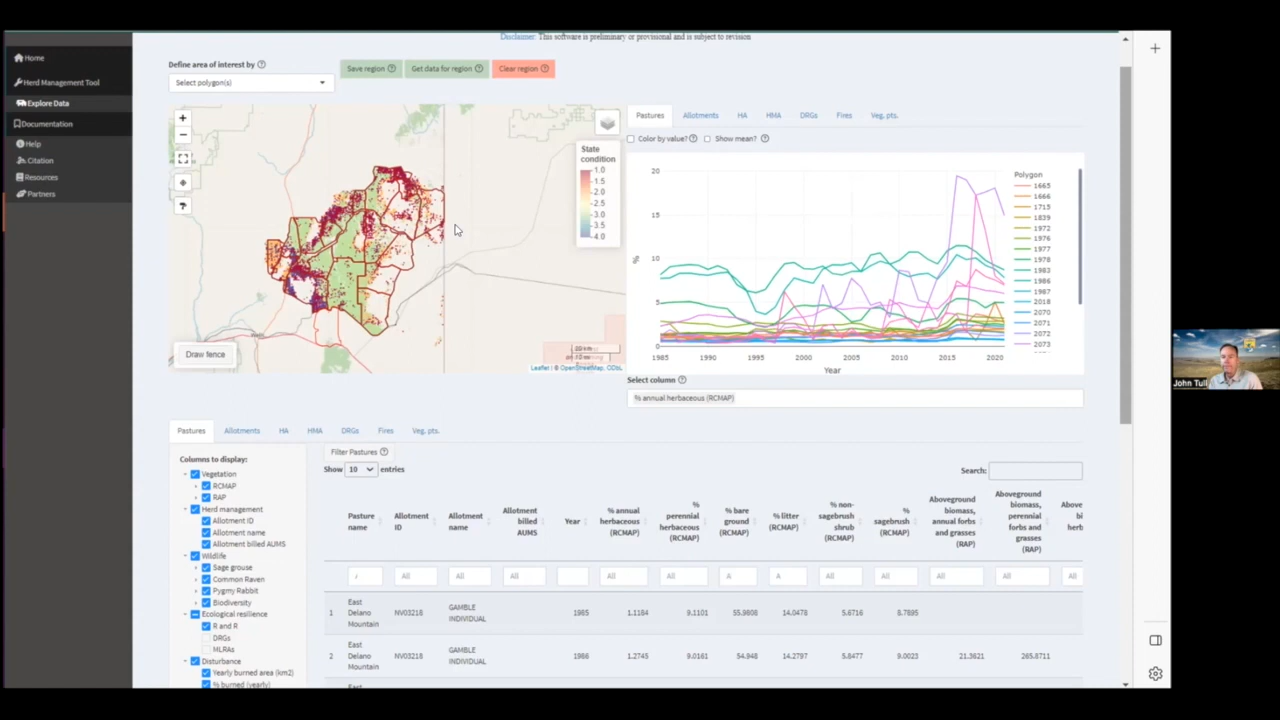 Disclaimer: This software is preliminary or provisional and is subject to revision
Home
Herd Management Tool
Explore Data
Documentation
Help
Citation
Resources
Partners
Define area of interest by
Select polygon(s)
Save region
Get data for region
Clear region
+
−
State
condition
1.0
1.5
2.0
2.5
3.0
3.5
4.0
Draw fence
Leaflet | © OpenStreetMap, ODbL
Pastures
Allotments
HA
HMA
DRGs
Fires
Veg. pts.
Color by value?
Show mean?
20
15
10
5
0
%
1985
1990
1995
2000
2005
2010
2015
2020
Year
Polygon
1665
1666
1715
1839
1972
1976
1977
1978
1983
1986
1987
2018
2070
2071
2072
2073
Select column
% annual herbaceous (RCMAP)
John Tull
Pastures
Allotments
HA
HMA
DRGs
Fires
Veg. pts.
Columns to display:
Vegetation
RCMAP
RAP
Herd management
Allotment ID
Allotment name
Allotment billed AUMS
Wildlife
Sage grouse
Common Raven
Pygmy Rabbit
Biodiversity
Ecological resilience
R and R
DRGs
MLRAs
Disturbance
Yearly burned area (km2)
% burned (yearly)
Filter Pastures
Show 10 entries
Search:
Pasture name
Allotment ID
Allotment name
Allotment billed AUMS
Year
% annual herbaceous (RCMAP)
% perennial herbaceous (RCMAP)
% bare ground (RCMAP)
% litter (RCMAP)
% non-sagebrush shrub (RCMAP)
% sagebrush (RCMAP)
Aboveground biomass, annual forbs and grasses (RAP)
Aboveground biomass, perennial forbs and grasses (RAP)
Above bio herb
All All All All All A A All All All All All
1 East Delano Mountain NV03218 GAMBLE INDIVIDUAL 1985 1.1184 9.1101 55.9808 14.0478 5.6716 8.7895
2 East Delano Mountain NV03218 GAMBLE INDIVIDUAL 1986 1.2745 9.0161 54.948 14.2797 5.8477 9.0023 21.3621 265.8711
East